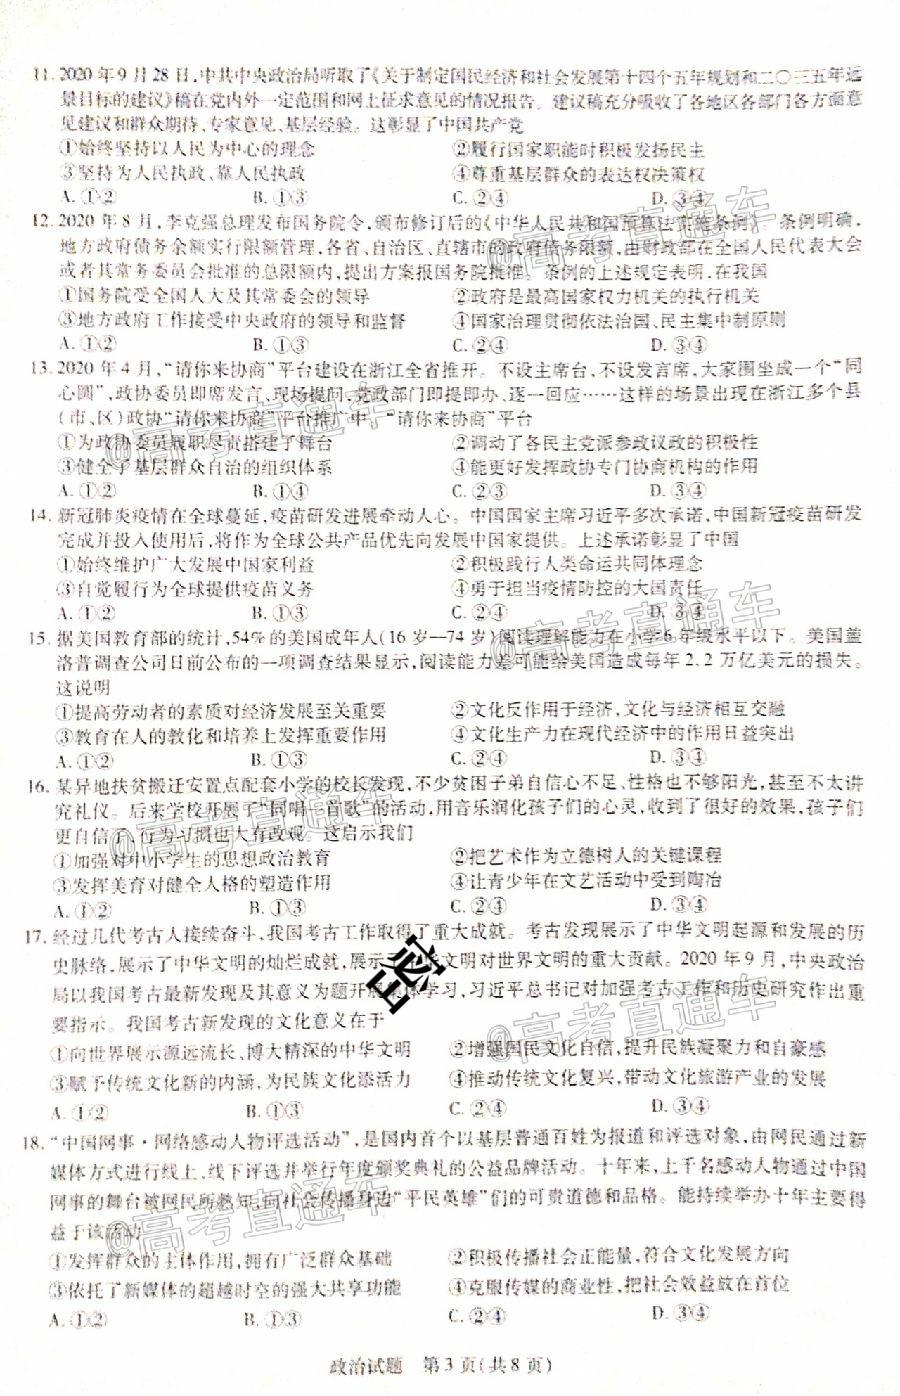 11. 2020年9月28日,中共中央政治局听取了《关于制定国民经济和社会发展第十四个五年规划和二〇三五年远
景目标的建议》稿在党内外一定范围和网上征求意见的情况报告。建议稿充分吸收了各地区各部门各方面意
见建议和群众期待、专家意见、基层经验。这彰显了中国共产党
①始终坚持以人民为中心的理念 ②履行国家职能时积极发扬民主
③坚持为人民执政、靠人民执政 ④尊重基层群众的表达权决策权
A.①② B.①③ C.②④ D.③④
12. 2020年8月,李克强总理发布国务院令,颁布修订后的《中华人民共和国预算法实施条例》。条例明确,
地方政府债务余额实行限额管理,各省、自治区、直辖市的政府债务限额,由财政部在全国人民代表大会
或者其常务委员会批准的总限额内,提出方案报国务院批准。条例的上述规定表明,在我国
①国务院受全国人大及其常委会的领导 ②政府是最高国家权力机关的执行机关
③地方政府工作接受中央政府的领导和监督 ④国家治理贯彻依法治国、民主集中制原则
A.①② B.①③ C.②④ D.③④
13. 2020年4月,“请你来协商”平台建设在浙江全省推开。不设主席台,不设发言席,大家围坐成一个“同
心圆”,政协委员即席发言,现场提问,党政部门即提即办、逐一回应……这样的场景出现在浙江多个县
(市、区)政协“请你来协商”平台推广中。“请你来协商”平台
①为政协委员履职尽责搭建了舞台 ②调动了各民主党派参政议政的积极性
③健全了基层群众自治的组织体系 ④能更好发挥政协专门协商机构的作用
A.①② B.①④ C.②③ D.③④
14. 新冠肺炎疫情在全球蔓延,疫苗研发进展牵动人心。中国国家主席习近平多次承诺,中国新冠疫苗研发
完成并投入使用后,将作为全球公共产品优先向发展中国家提供。上述承诺彰显了中国
①始终维护广大发展中国家利益 ②积极践行人类命运共同体理念
③自觉履行为全球提供疫苗义务 ④勇于担当疫情防控的大国责任
A.①② B.①③ C.②④ D.③④
15. 据美国教育部的统计,54%的美国成年人(16岁—74岁)阅读理解能力在小学6年级水平以下。美国盖
洛普调查公司日前公布的一项调查结果显示,阅读能力差可能给美国造成每年2.2万亿美元的损失。
这说明
①提高劳动者的素质对经济发展至关重要 ②文化反作用于经济,文化与经济相互交融
③教育在人的教化和培养上发挥重要作用 ④文化生产力在现代经济中的作用日益突出
A.①② B.①③ C.②④ D.③④
16. 某异地扶贫搬迁安置点配套小学的校长发现,不少贫困子弟自信心不足、性格也不够阳光,甚至不太讲
究礼仪。后来学校开展了“同唱一首歌”的活动,用音乐润化孩子们的心灵,收到了很好的效果,孩子们
更自信了,行为习惯也大有改观。这启示我们
①加强对中小学生的思想政治教育 ②把艺术作为立德树人的关键课程
③发挥美育对健全人格的塑造作用 ④让青少年在文艺活动中受到陶冶
A.①② B.①③ C.②④ D.③④
17. 经过几代考古人接续奋斗,我国考古工作取得了重大成就。考古发现展示了中华文明起源和发展的历
史脉络,展示了中华文明的灿烂成就,展示了中华文明对世界文明的重大贡献。2020年9月,中央政治
局以我国考古最新发现及其意义为题开展集体学习,习近平总书记对加强考古工作和历史研究作出重
要指示。我国考古新发现的文化意义在于
①向世界展示源远流长、博大精深的中华文明 ②增强国民文化自信,提升民族凝聚力和自豪感
③赋予传统文化新的内涵,为民族文化添活力 ④推动传统文化复兴,带动文化旅游产业的发展
A.①② B.①③ C.②④ D.③④
18. “中国网事·网络感动人物评选活动”,是国内首个以基层普通百姓为报道和评选对象,由网民通过新
媒体方式进行线上、线下评选并举行年度颁奖典礼的公益品牌活动。十年来,上千名感动人物通过中国
网事的舞台被网民所熟知,向社会传播身边“平民英雄”们的可贵道德和品格。能持续举办十年主要得
益于该活动
①发挥群众的主体作用,拥有广泛群众基础 ②积极传播社会正能量,符合文化发展方向
③依托了新媒体的超越时空的强大共享功能 ④克服传媒的商业性,把社会效益放在首位
A.①② B.①③ C.②④ D.③④
密
@高考直通车
@高考直通车
@高考直通车
@高考直通车
@高考直通车
@高考直通车
政治试题 第3页(共8页)